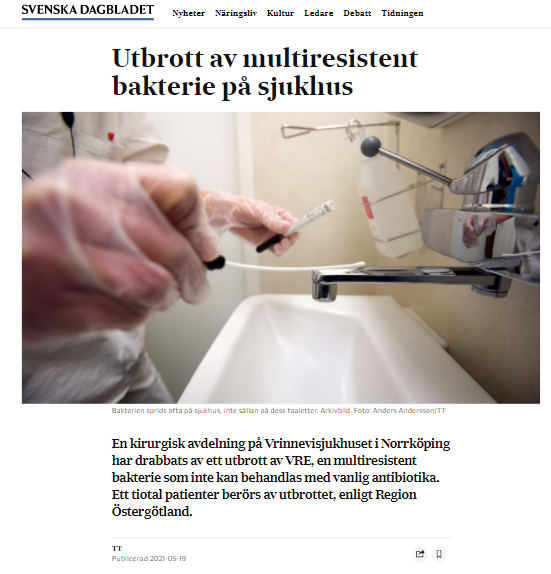 SVENSKA DAGBLADET
Nyheter Näringsliv Kultur Ledare Debatt Tidningen
Utbrott av multiresistent
bakterie på sjukhus
Bakterien sprids ofta på sjukhus, inte sällan på dess toaletter. Arkivbild. Foto: Anders Andersson/TT
En kirurgisk avdelning på Vrinnevisjukhuset i Norrköping
har drabbats av ett utbrott av VRE, en multiresistent
bakterie som inte kan behandlas med vanlig antibiotika.
Ett tiotal patienter berörs av utbrottet, enligt Region
Östergötland.
TT
Publicerad 2021-05-19